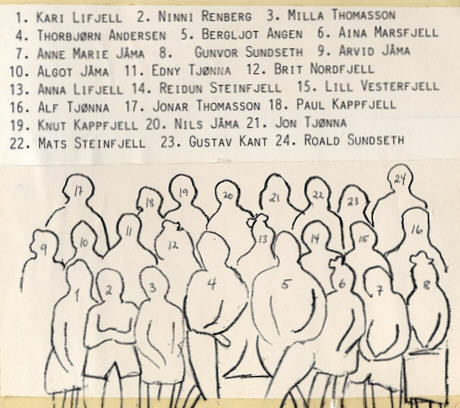 1. Kari Lifjell 2. Ninni Renberg 3. Milla Thomasson
4. Thorbjørn Andersen 5. Bergljot Angen 6. Aina Marsfjell
7. Anne Marie Jåma 8. Gunvor Sundseth 9. Arvid Jåma
10. Algot Jåma 11. Edny Tjønna 12. Brit Nordfjell
13. Anna Lifjell 14. Reidun Steinfjell 15. Lill Vesterfjell
16. Alf Tjønna 17. Jonar Thomasson 18. Paul Kappfjell
19. Knut Kappfjell 20. Nils Jåma 21. Jon Tjønna
22. Mats Steinfjell 23. Gustav Kant 24. Roald Sundseth
17 18 19 20 21 22 23 24
9 10 11 12 13 14 15 16
1 2 3 4 5 6 7 8